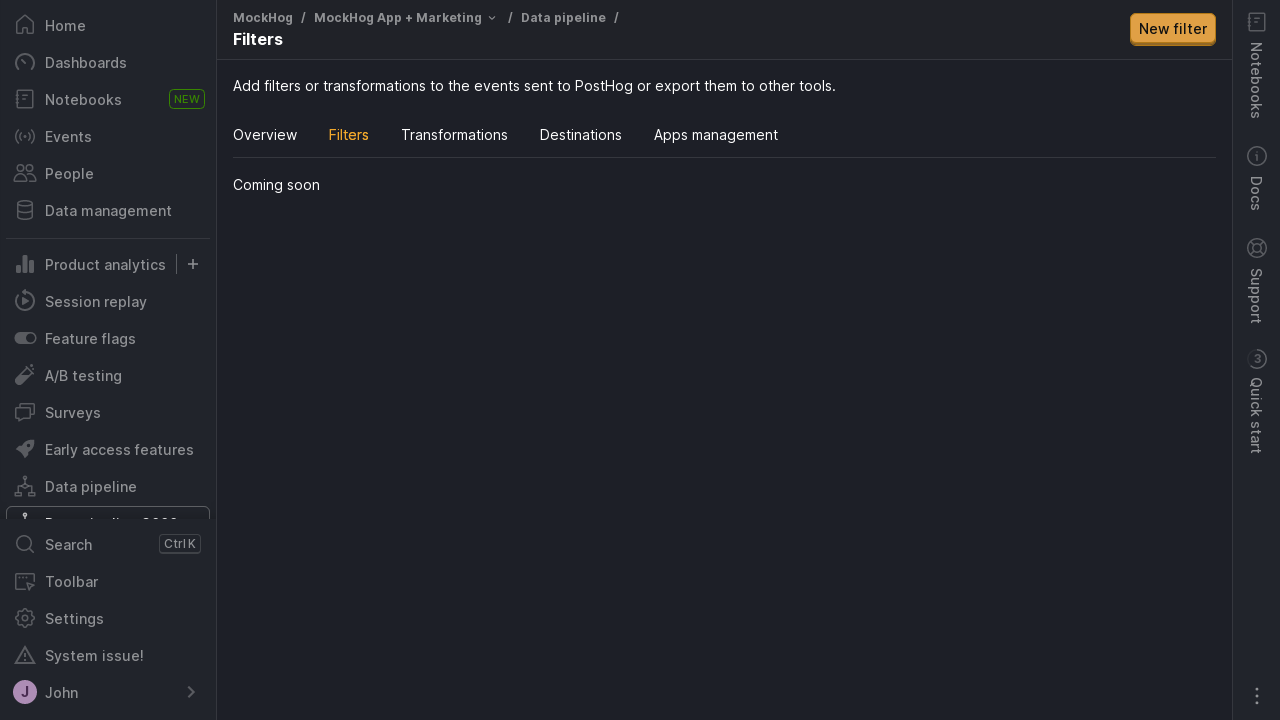 Home
Dashboards
Notebooks NEW
Events
People
Data management
Product analytics
Session replay
Feature flags
A/B testing
Surveys
Early access features
Data pipeline
Search Ctrl K
Toolbar
Settings
System issue!
J John
MockHog / MockHog App + Marketing / Data pipeline /
Filters
New filter
Add filters or transformations to the events sent to PostHog or export them to other tools.
Overview Filters Transformations Destinations Apps management
Coming soon
Notebooks
Docs
Support
3 Quick start